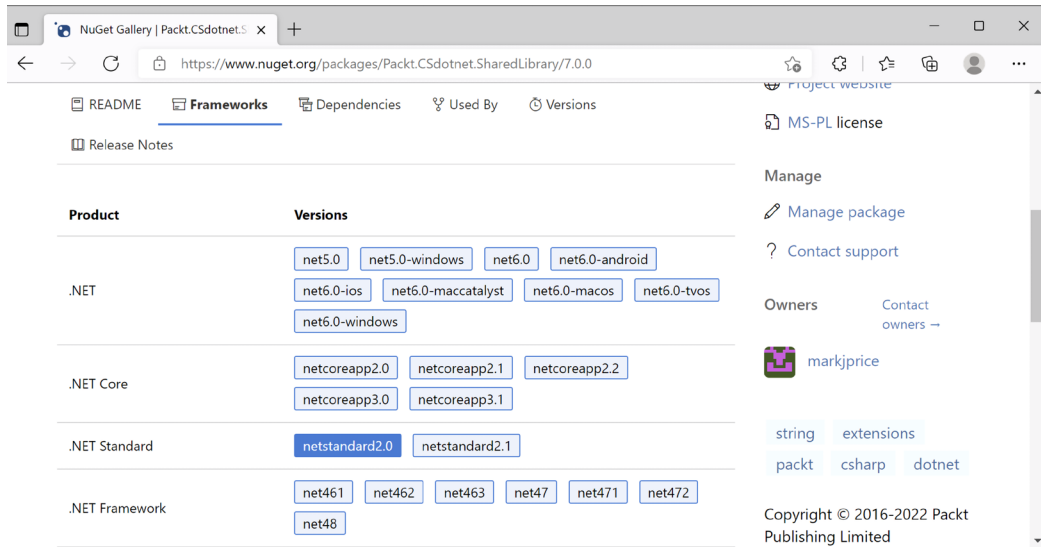 NuGet Gallery | Packt.CSdotnet.S
https://www.nuget.org/packages/Packt.CSdotnet.SharedLibrary/7.0.0
README Frameworks Dependencies Used By Versions
Release Notes
Product Versions
.NET
net5.0 net5.0-windows net6.0 net6.0-android
net6.0-ios net6.0-maccatalyst net6.0-macos net6.0-tvos
net6.0-windows
.NET Core
netcoreapp2.0 netcoreapp2.1 netcoreapp2.2
netcoreapp3.0 netcoreapp3.1
.NET Standard netstandard2.0 netstandard2.1
.NET Framework
net461 net462 net463 net47 net471 net472
net48
Project website
MS-PL license
Manage
Manage package
? Contact support
Owners Contact
owners →
markjprice
string extensions
packt csharp dotnet
Copyright © 2016-2022 Packt
Publishing Limited